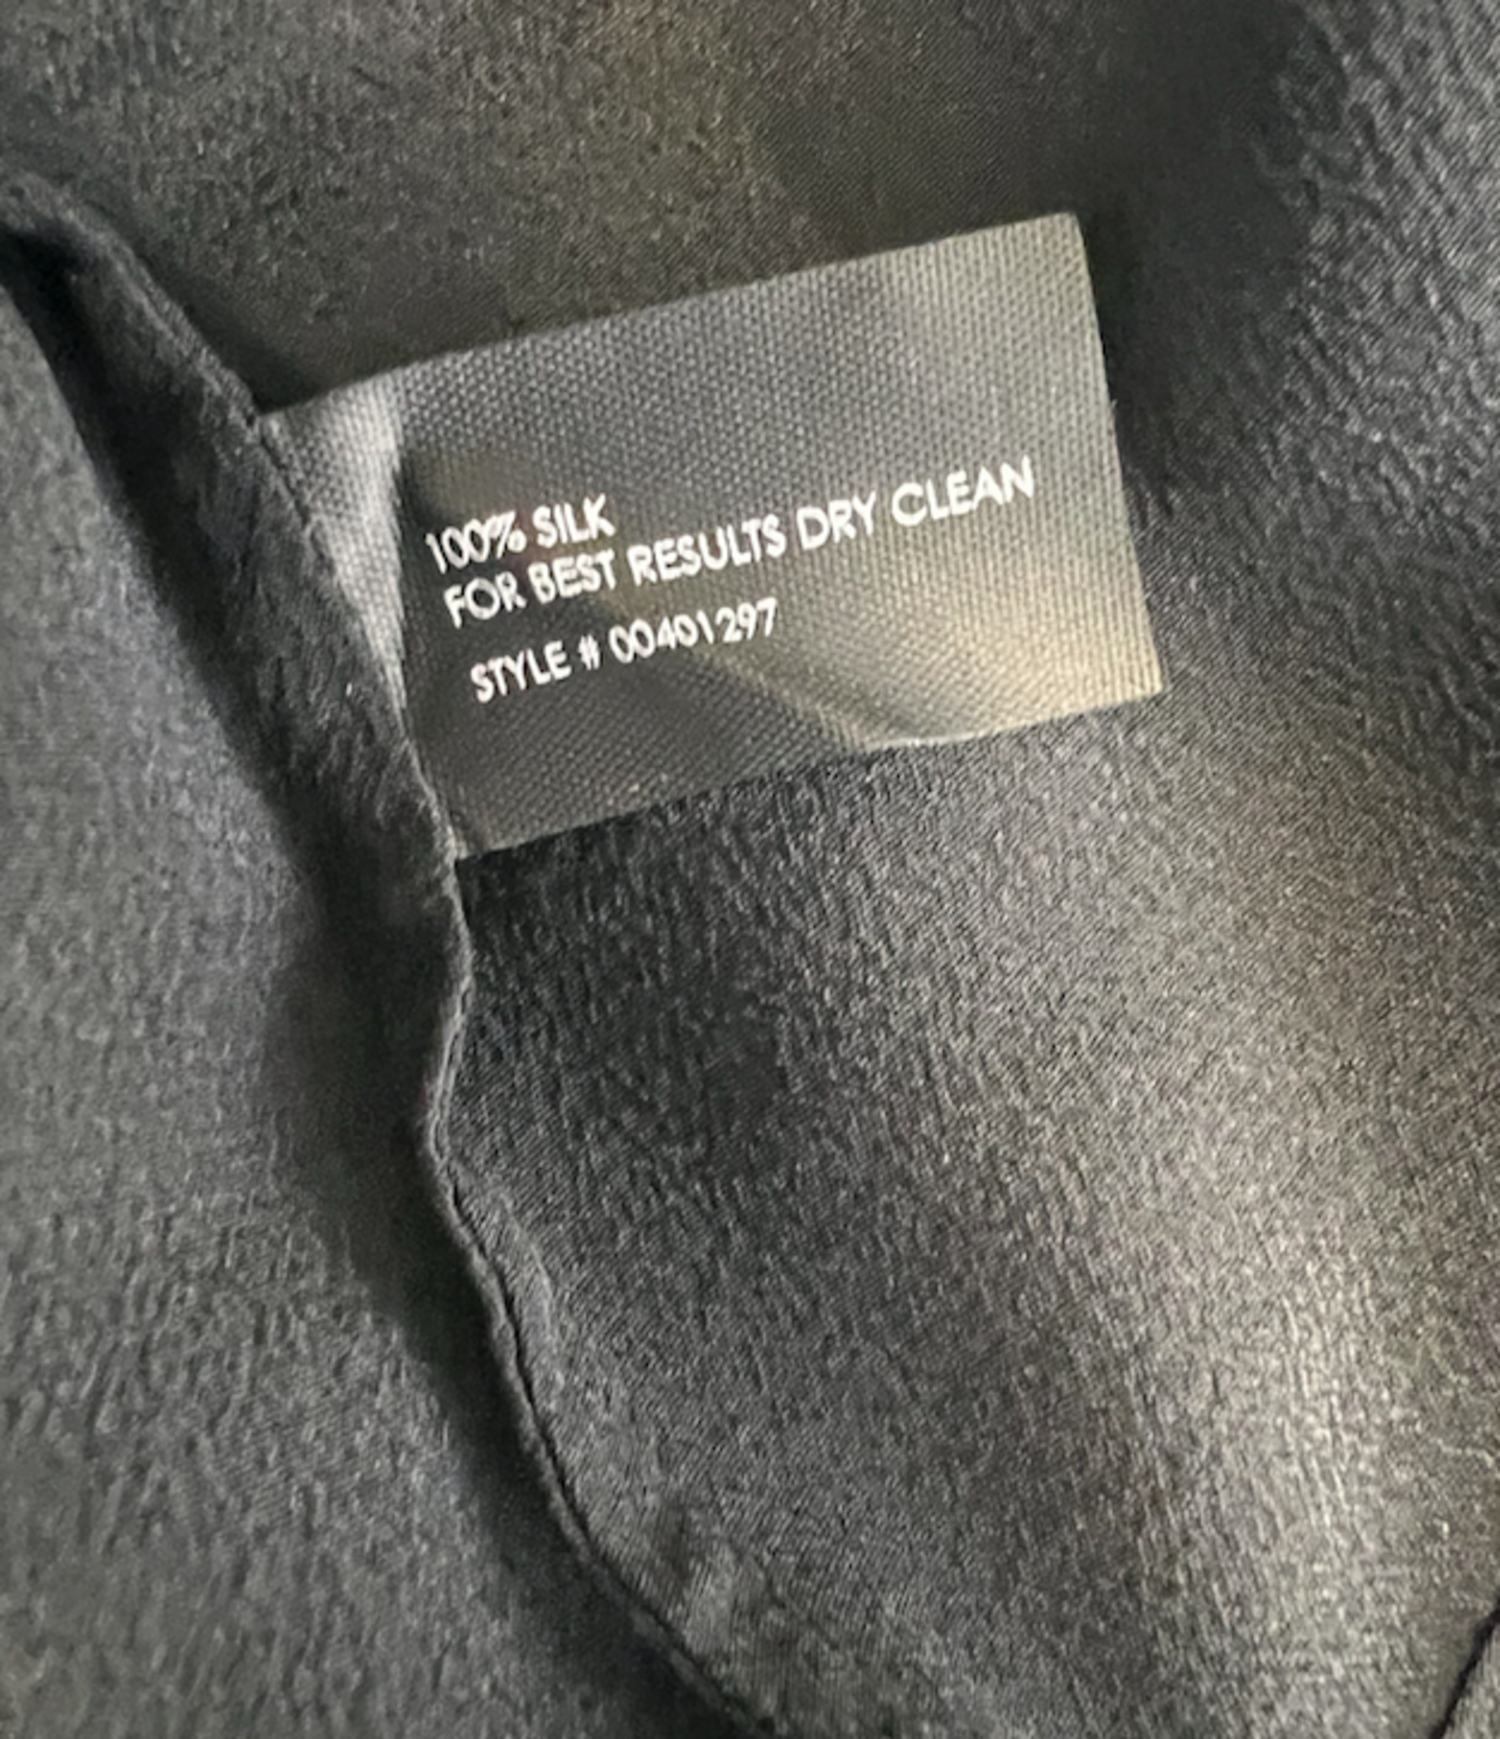 100% SILK
FOR BEST RESULTS DRY CLEAN
STYLE # 00401297